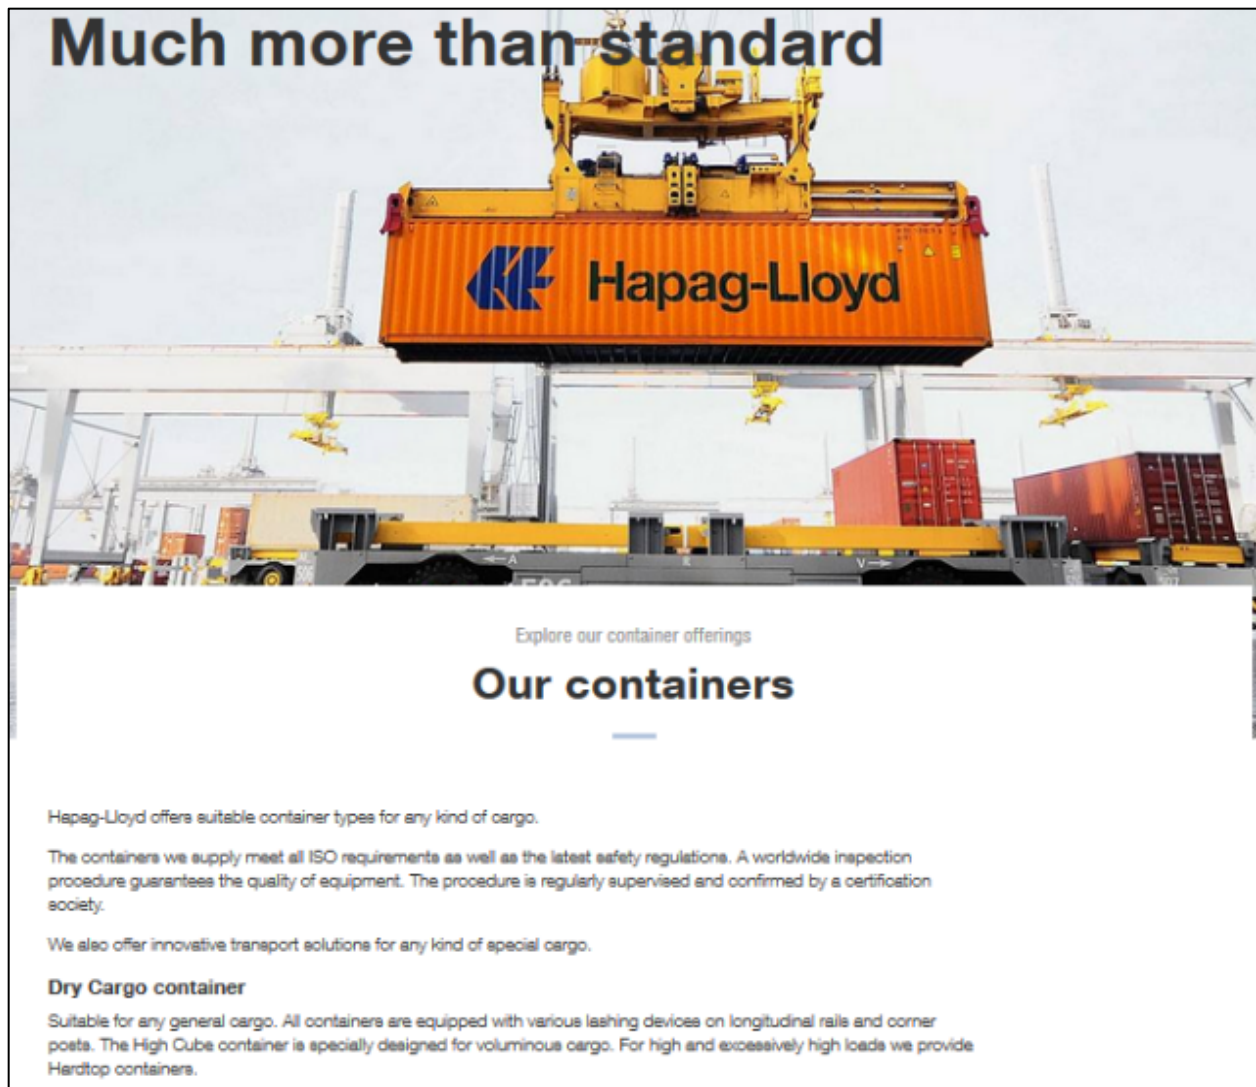 Much more than standard
Hapag-Lloyd
A
V
Explore our container offerings
Our containers
Hapag-Lloyd offers suitable container types for any kind of cargo.
The containers we supply meet all ISO requirements as well as the latest safety regulations. A worldwide inspection
procedure guarantees the quality of equipment. The procedure is regularly supervised and confirmed by a certification
society.
We also offer innovative transport solutions for any kind of special cargo.
Dry Cargo container
Suitable for any general cargo. All containers are equipped with various lashing devices on longitudinal rails and corner
posts. The High Cube container is specially designed for voluminous cargo. For high and excessively high loads we provide
Hardtop containers.